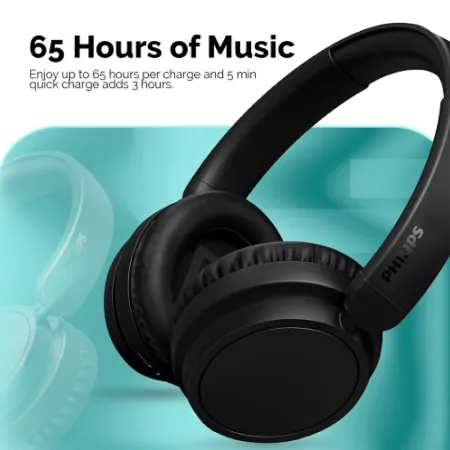 65 Hours of Music
Enjoy up to 65 hours per charge and 5 min
quick charge adds 3 hours.
PHILIPS